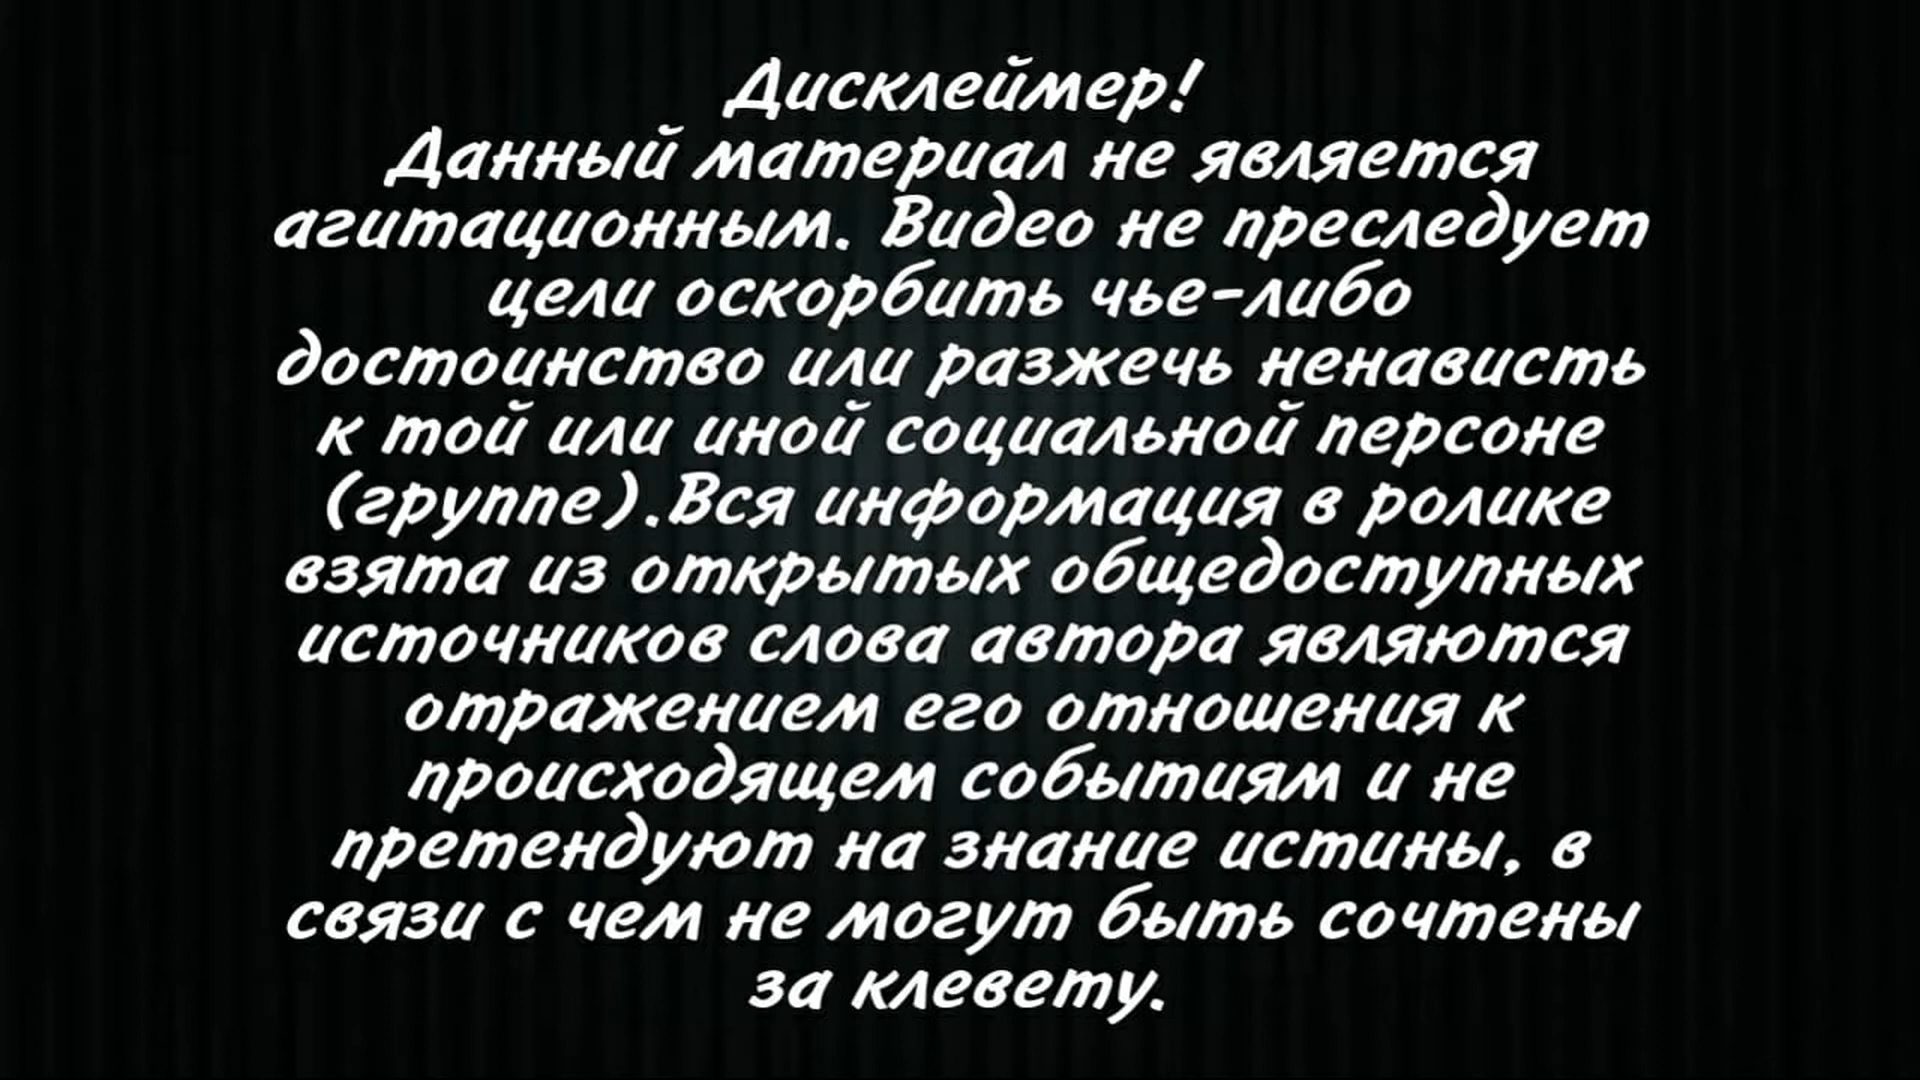 Дисклеймер!
Данный материал не является
агитационным. Видео не преследует
цели оскорбить чье-либо
достоинство или разжечь ненависть
к той или иной социальной персоне
(группе).Вся информация в ролике
взята из открытых общедоступных
источников слова автора являются
отражением его отношения к
происходящем событиям и не
претендуют на знание истины, в
связи с чем не могут быть сочтены
за клевету.